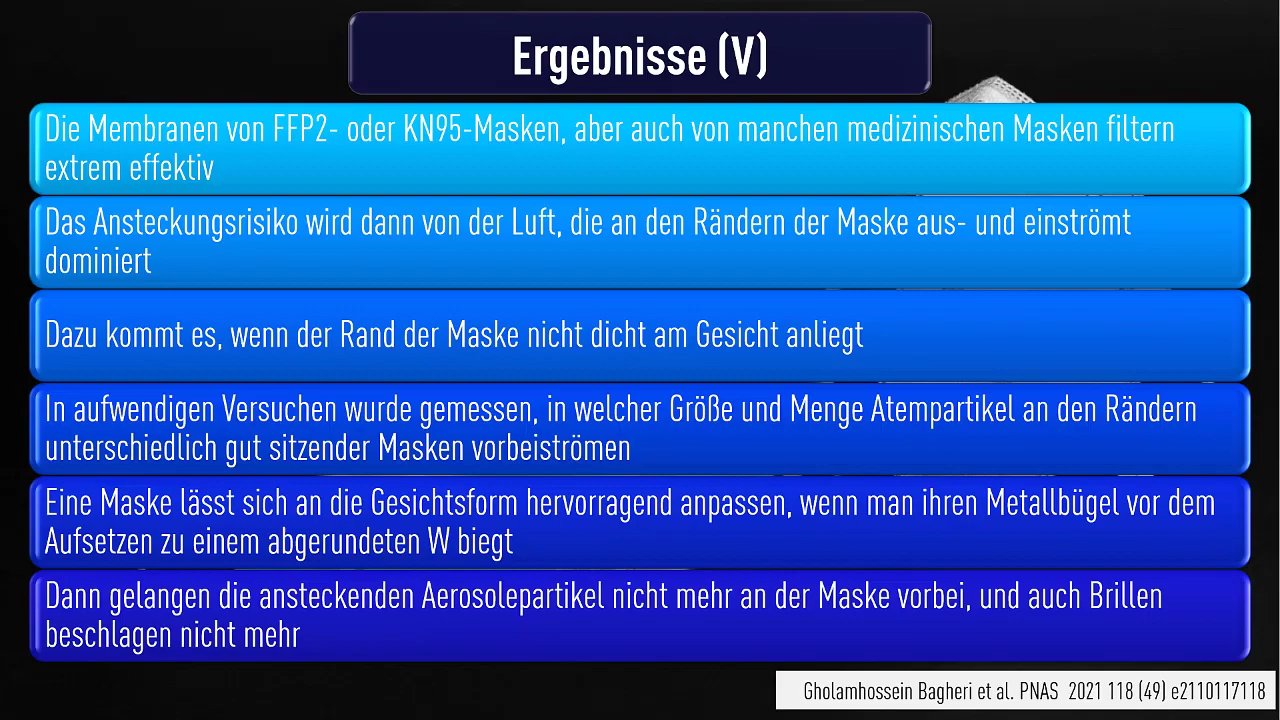 Ergebnisse (V)
Die Membranen von FFP2- oder KN95-Masken, aber auch von manchen medizinischen Masken filtern
extrem effektiv
Das Ansteckungsrisiko wird dann von der Luft, die an den Rändern der Maske aus- und einströmt
dominiert
Dazu kommt es, wenn der Rand der Maske nicht dicht am Gesicht anliegt
In aufwendigen Versuchen wurde gemessen, in welcher Größe und Menge Atempartikel an den Rändern
unterschiedlich gut sitzender Masken vorbeiströmen
Eine Maske lässt sich an die Gesichtsform hervorragend anpassen, wenn man ihren Metallbügel vor dem
Aufsetzen zu einem abgerundeten W biegt
Dann gelangen die ansteckenden Aerosolepartikel nicht mehr an der Maske vorbei, und auch Brillen
beschlagen nicht mehr
Gholamhossein Bagheri et al. PNAS 2021 118 (49) e2110117118